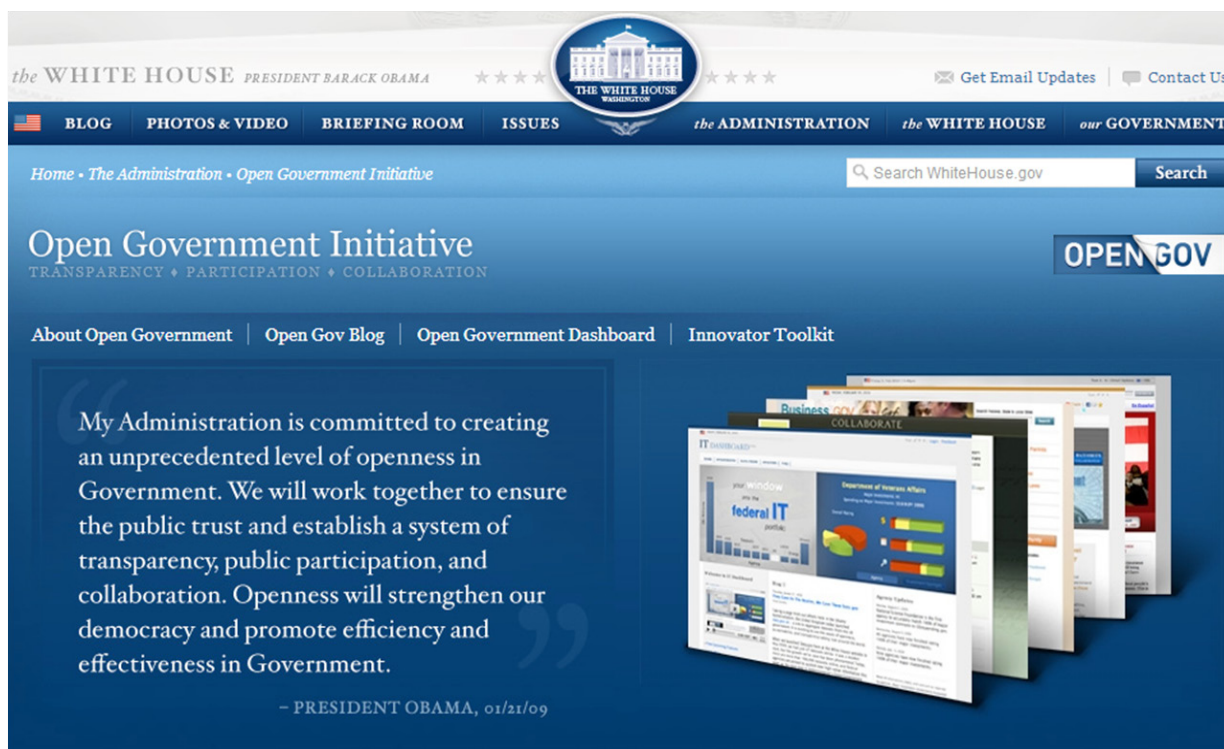 the WHITE HOUSE PRESIDENT BARACK OBAMA
THE WHITE HOUSE
WASHINGTON
Get Email Updates
Contact Us
BLOG PHOTOS & VIDEO BRIEFING ROOM ISSUES the ADMINISTRATION the WHITE HOUSE our GOVERNMENT
Home • The Administration • Open Government Initiative
Search WhiteHouse.gov Search
Open Government Initiative
TRANSPARENCY ♦ PARTICIPATION ♦ COLLABORATION
OPEN GOV
About Open Government | Open Gov Blog | Open Government Dashboard | Innovator Toolkit
“ My Administration is committed to creating
an unprecedented level of openness in
Government. We will work together to ensure
the public trust and establish a system of
transparency, public participation, and
collaboration. Openness will strengthen our
democracy and promote efficiency and
effectiveness in Government. ”
– PRESIDENT OBAMA, 01/21/09
Business.gov
COLLABORATE
IT DASHBOARD
your window
into the
federal IT
portfolio
Department of Veterans Affairs